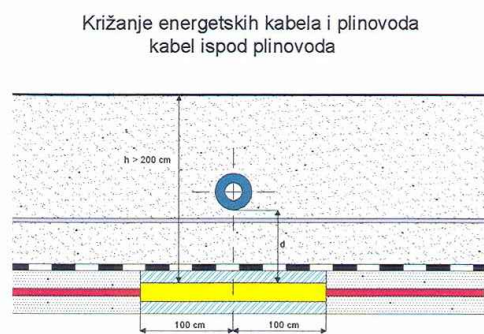 Križanje energetskih kabela i plinovoda
kabel ispod plinovoda
h > 200 cm
d
100 cm
100 cm